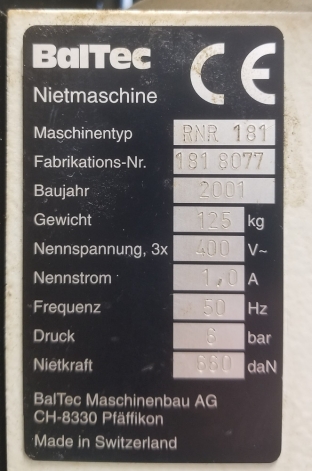 BalTec CE
Nietmaschine
Maschinentyp RNR 181
Fabrikations-Nr. 181 8077
Baujahr 2001
Gewicht 125 kg
Nennspannung, 3x 400 V~
Nennstrom 1,0 A
Frequenz 50 Hz
Druck 6 bar
Nietkraft 660 daN
BalTec Maschinenbau AG
CH-8330 Pfäffikon
Made in Switzerland